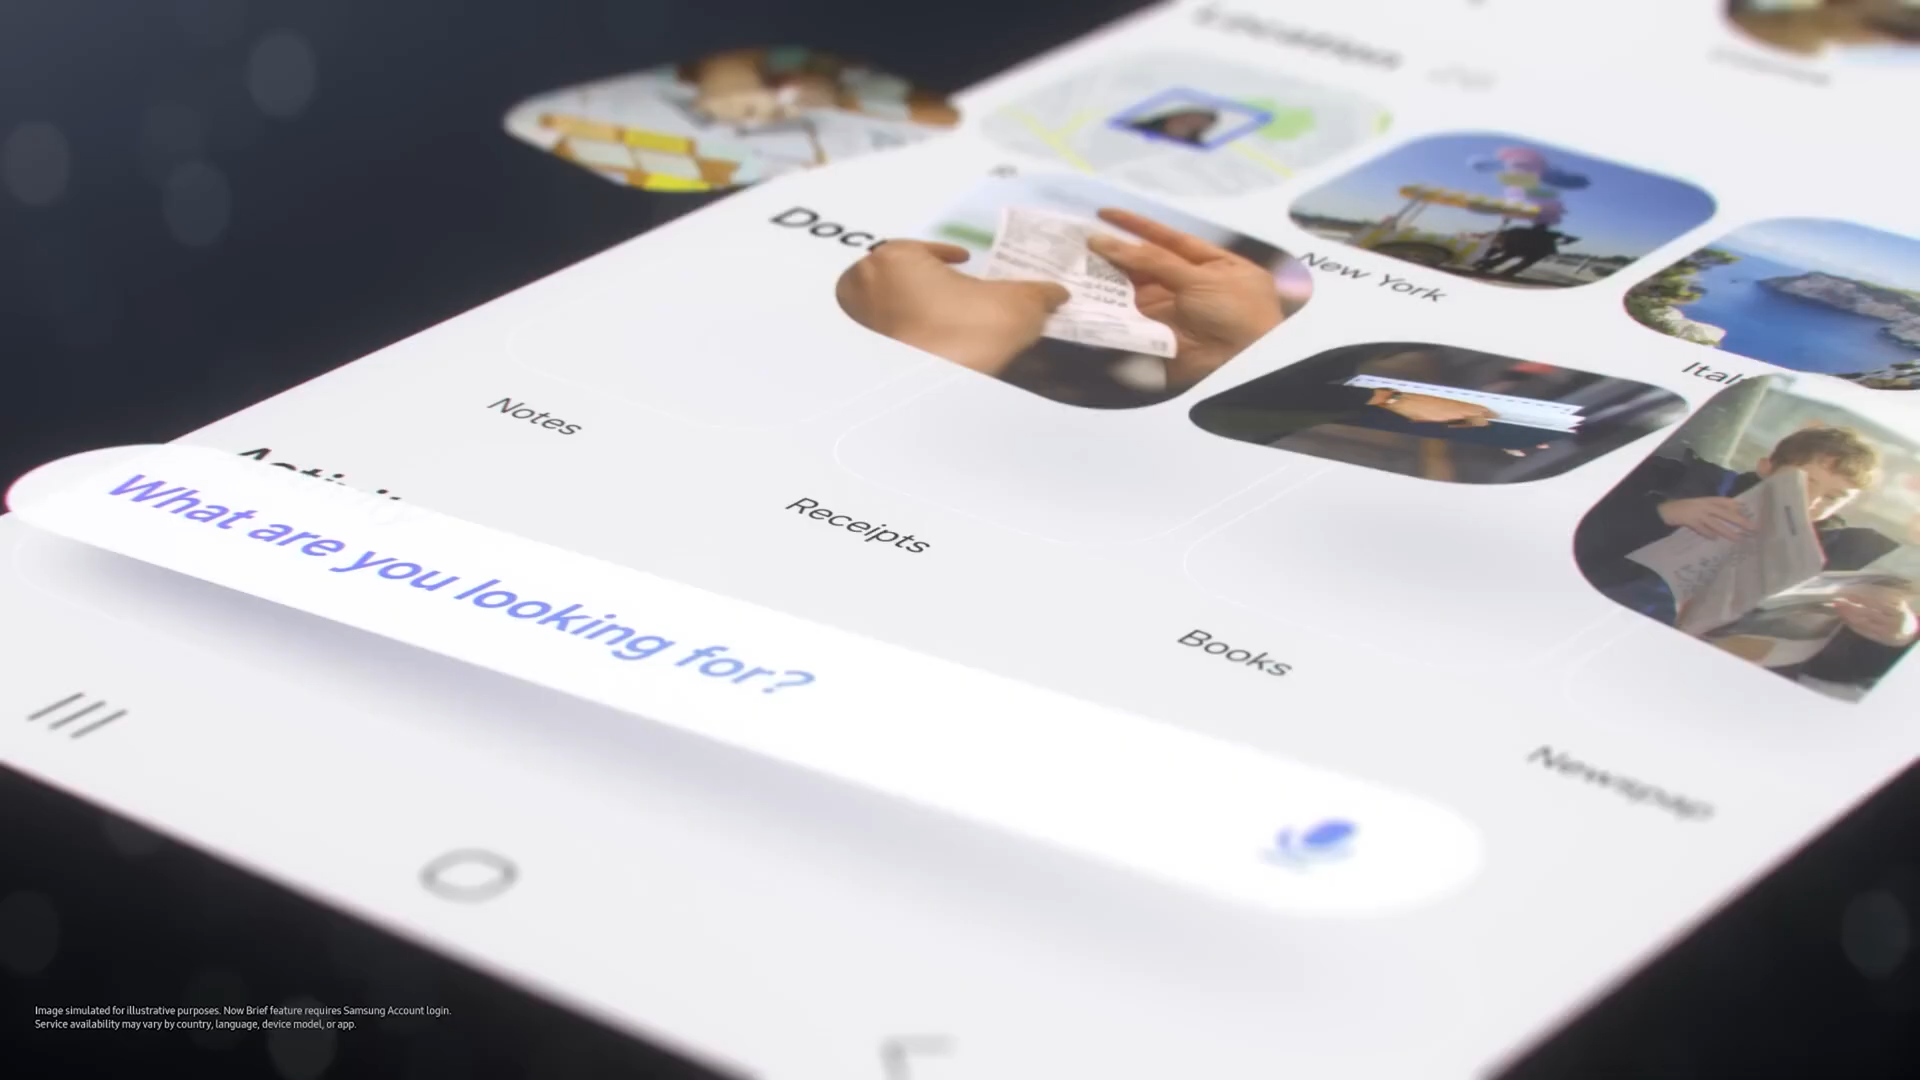 New York
Notes
Receipts
Books
What are you looking for?
Image simulated for illustrative purposes. Now Brief feature requires Samsung Account login.
Service availability may vary by country, language, device model, or app.